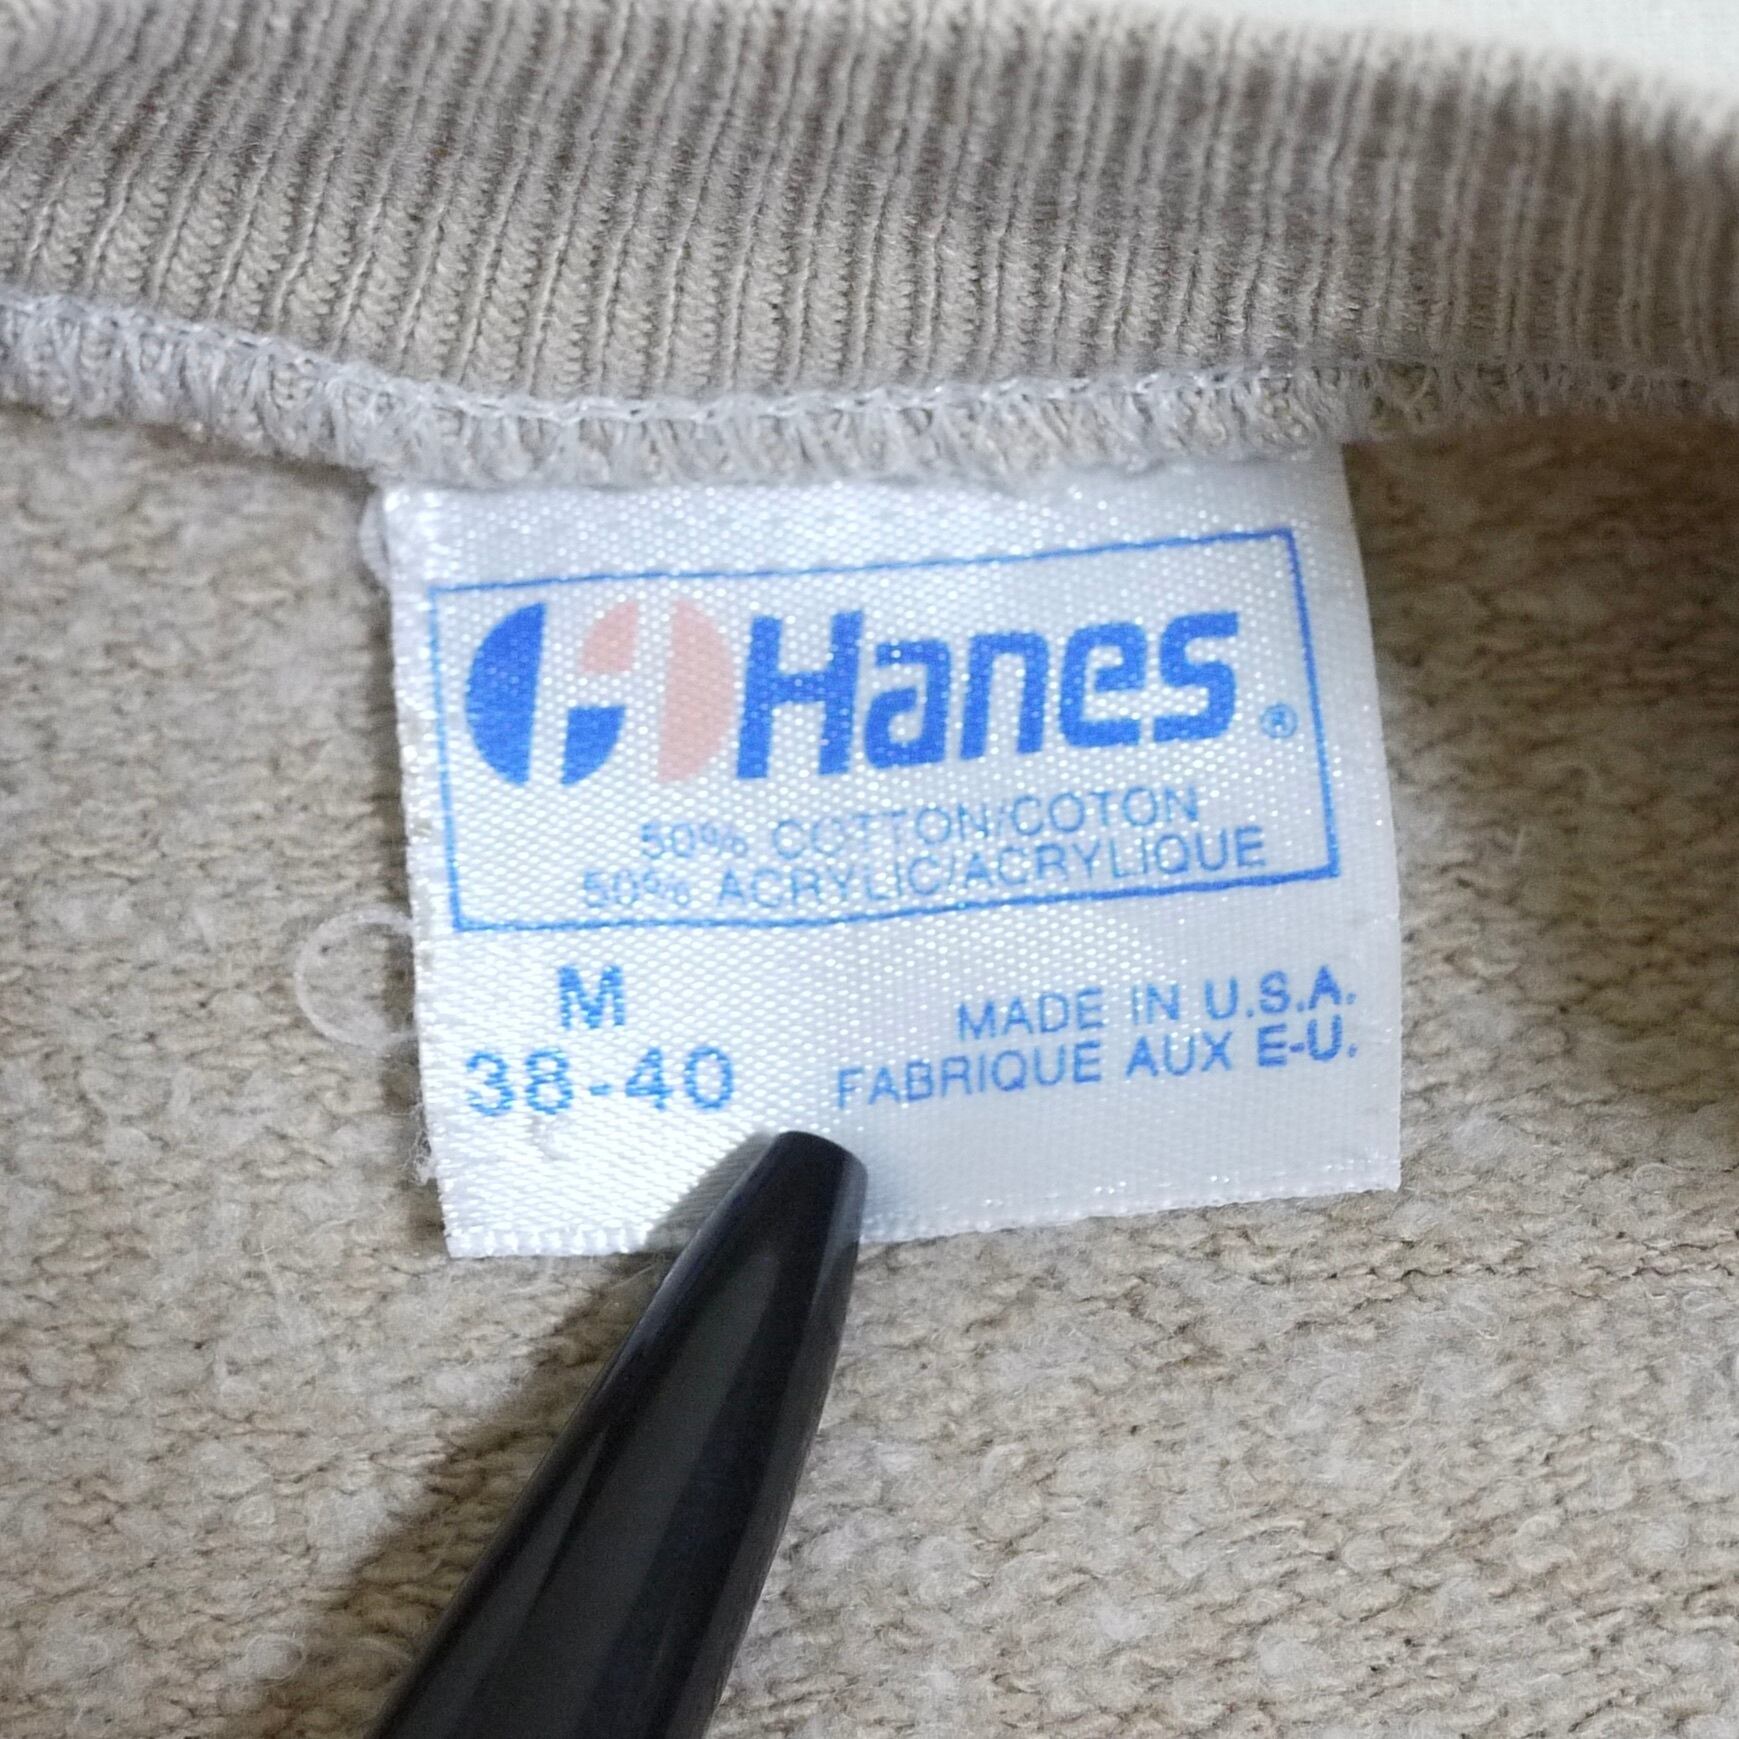 Hanes®
50% COTTON/COTON
50% ACRYLIC/ACRYLIQUE
M
38-40
MADE IN U.S.A.
FABRIQUE AUX E-U.